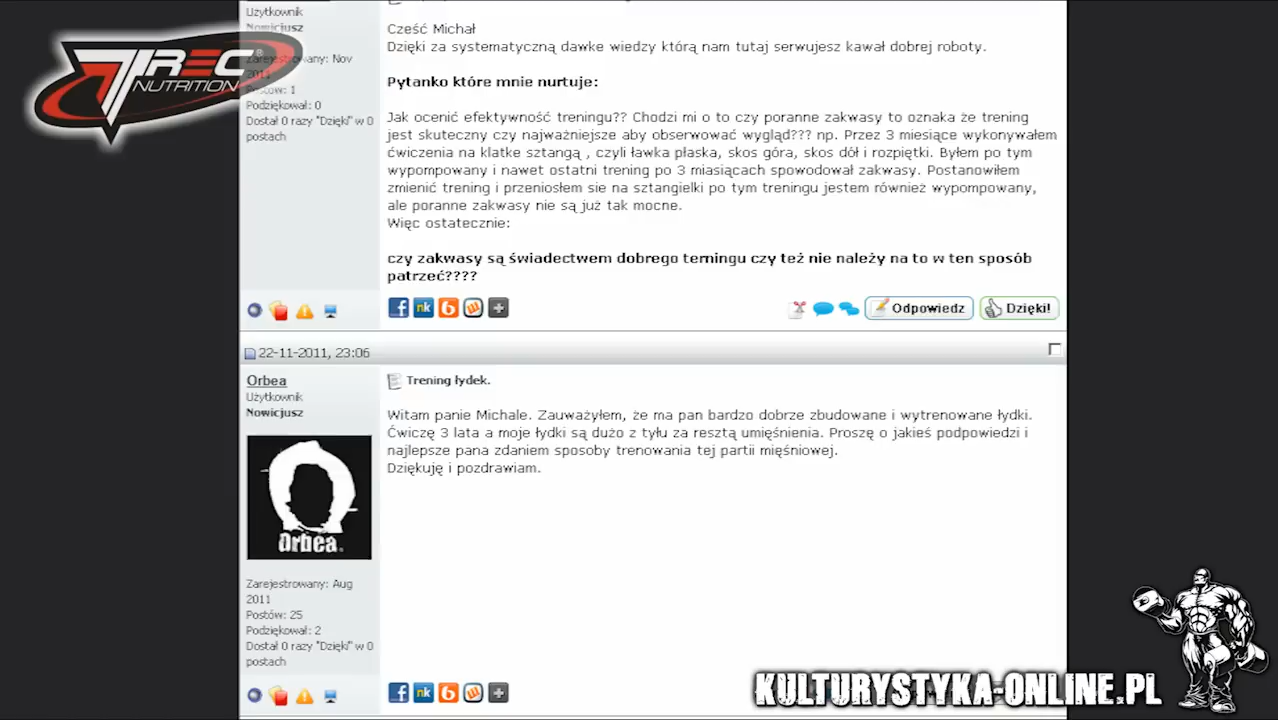 Użytkownik
Nowicjusz
Zarejestrowany: Nov
2011
Postów: 1
Podziękował: 0
Dostał 0 razy "Dzięki" w 0
postach
TREC®
NUTRITION
Cześć Michał
Dzięki za systematyczną dawke wiedzy którą nam tutaj serwujesz kawał dobrej roboty.
Pytanko które mnie nurtuje:
Jak ocenić efektywność treningu?? Chodzi mi o to czy poranne zakwasy to oznaka że trening
jest skuteczny czy najważniejsze aby obserwować wygląd??? np. Przez 3 miesiące wykonywałem
ćwiczenia na klatke sztangą , czyli ławka płaska, skos góra, skos dół i rozpiętki. Byłem po tym
wypompowany i nawet ostatni trening po 3 miasiącach spowodował zakwasy. Postanowiłem
zmienić trening i przeniosłem sie na sztangielki po tym treningu jestem również wypompowany,
ale poranne zakwasy nie są już tak mocne.
Więc ostatecznie:
czy zakwasy są świadectwem dobrego terningu czy też nie należy na to w ten sposób
patrzeć????
nk
Odpowiedz
Dzięki!
22-11-2011, 23:06
Orbea
Użytkownik
Nowicjusz
Orbea
Zarejestrowany: Aug
2011
Postów: 25
Podziękował: 2
Dostał 0 razy "Dzięki" w 0
postach
Trening łydek.
Witam panie Michale. Zauważyłem, że ma pan bardzo dobrze zbudowane i wytrenowane łydki.
Ćwiczę 3 lata a moje łydki są dużo z tyłu za resztą umięśnienia. Proszę o jakieś podpowiedzi i
najlepsze pana zdaniem sposoby trenowania tej partii mięśniowej.
Dziękuję i pozdrawiam.
nk
KULTURYSTYKA-ONLINE.PL